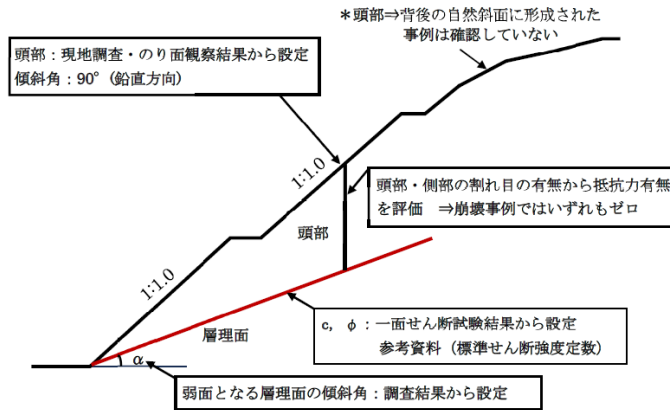 ＊頭部⇒背後の自然斜面に形成された
事例は確認していない
頭部：現地調査・のり面観察結果から設定
傾斜角：90°（鉛直方向）
1:1.0
頭部・側部の割れ目の有無から抵抗力有無
を評価　⇒崩壊事例ではいずれもゼロ
頭部
1:1.0
層理面
c, φ：一面せん断試験結果から設定
参考資料（標準せん断強度定数）
α
弱面となる層理面の傾斜角：調査結果から設定